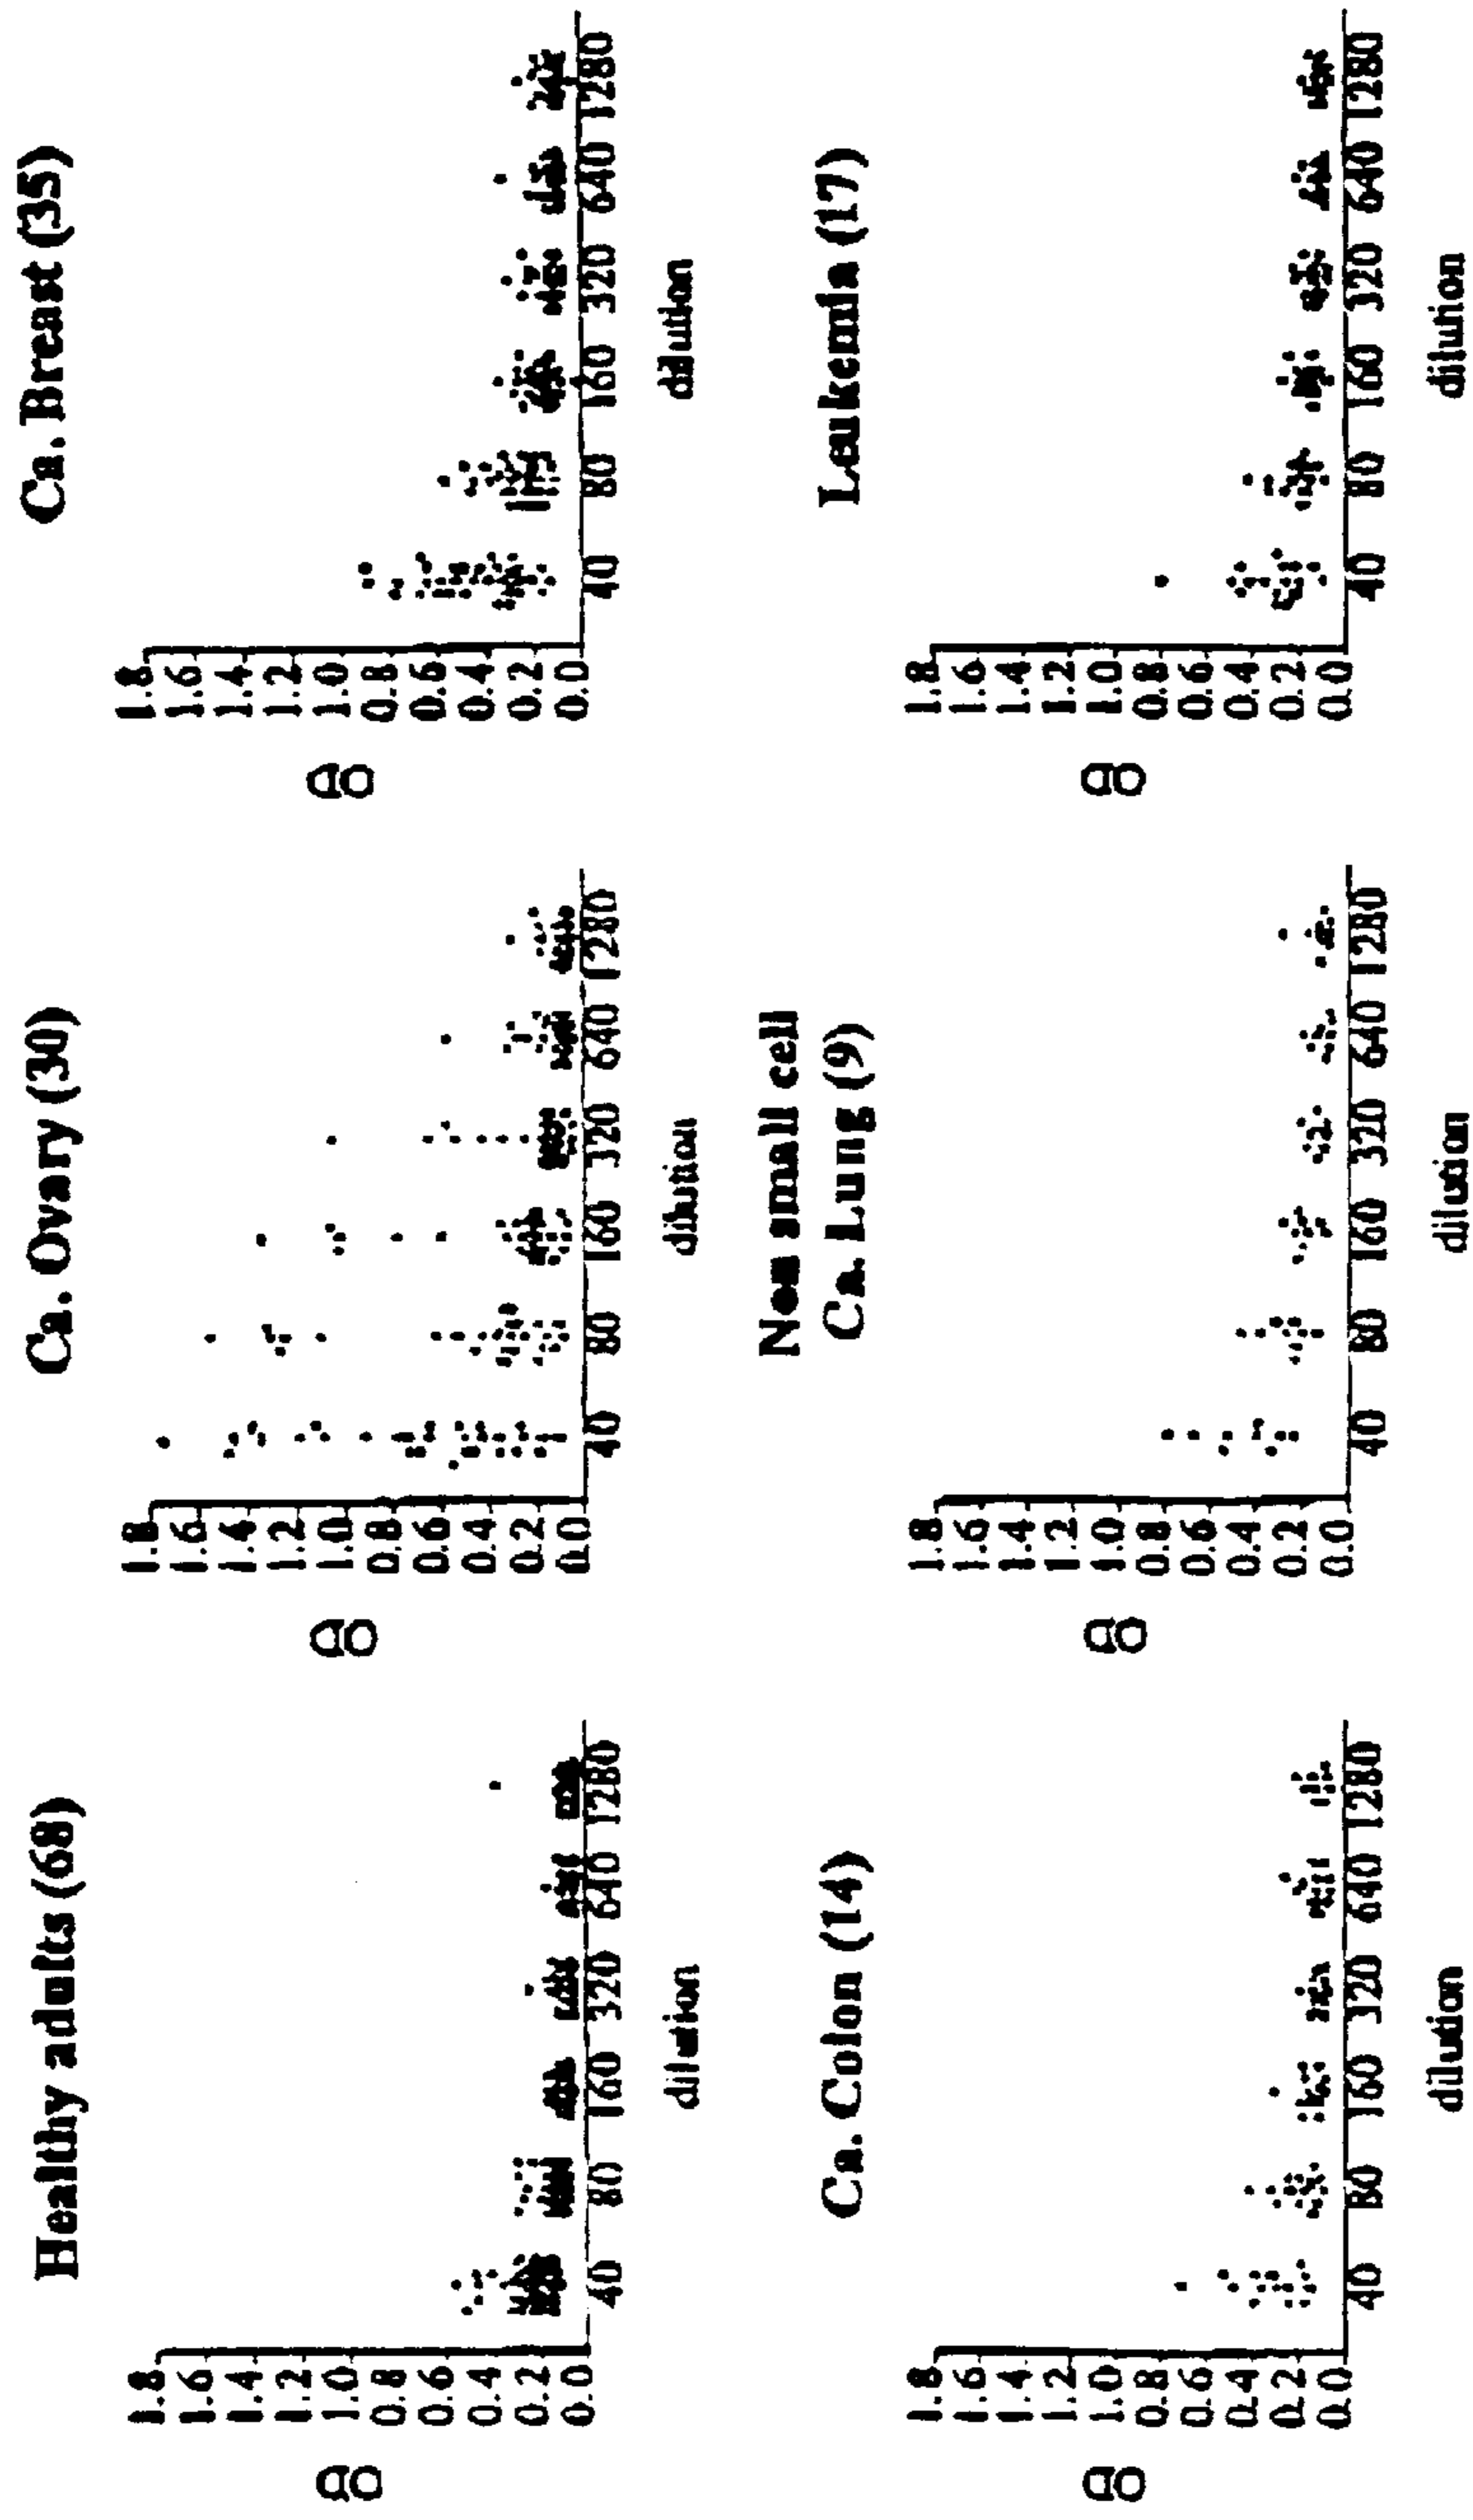 Healthy adults (68)
OD
1.8
1.6
1.4
1.2
1.0
0.8
0.6
0.4
0.2
0.0
40 80 160 320 640 1280
dilution
Ca. Ovary (30)
OD
1.8
1.6
1.4
1.2
1.0
0.8
0.6
0.4
0.2
0.0
40 80 160 320 640 1280
dilution
Ca. Breast (35)
OD
1.8
1.6
1.4
1.2
1.0
0.8
0.6
0.4
0.2
0.0
40 80 160 320 640 1280
dilution
Ca. Colon (14)
OD
1.8
1.6
1.4
1.2
1.0
0.8
0.6
0.4
0.2
0.0
40 80 160 320 640 1280
dilution
Non small cell
Ca. Lung (9)
OD
1.8
1.6
1.4
1.2
1.0
0.8
0.6
0.4
0.2
0.0
40 80 160 320 640 1280
dilution
Leukemia (17)
OD
1.8
1.6
1.4
1.2
1.0
0.8
0.6
0.4
0.2
0.0
40 80 160 320 640 1280
dilution